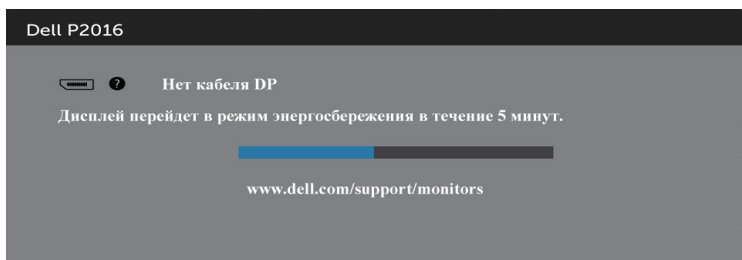 Dell P2016
? Нет кабеля DP
Дисплей перейдет в режим энергосбережения в течение 5 минут.
www.dell.com/support/monitors